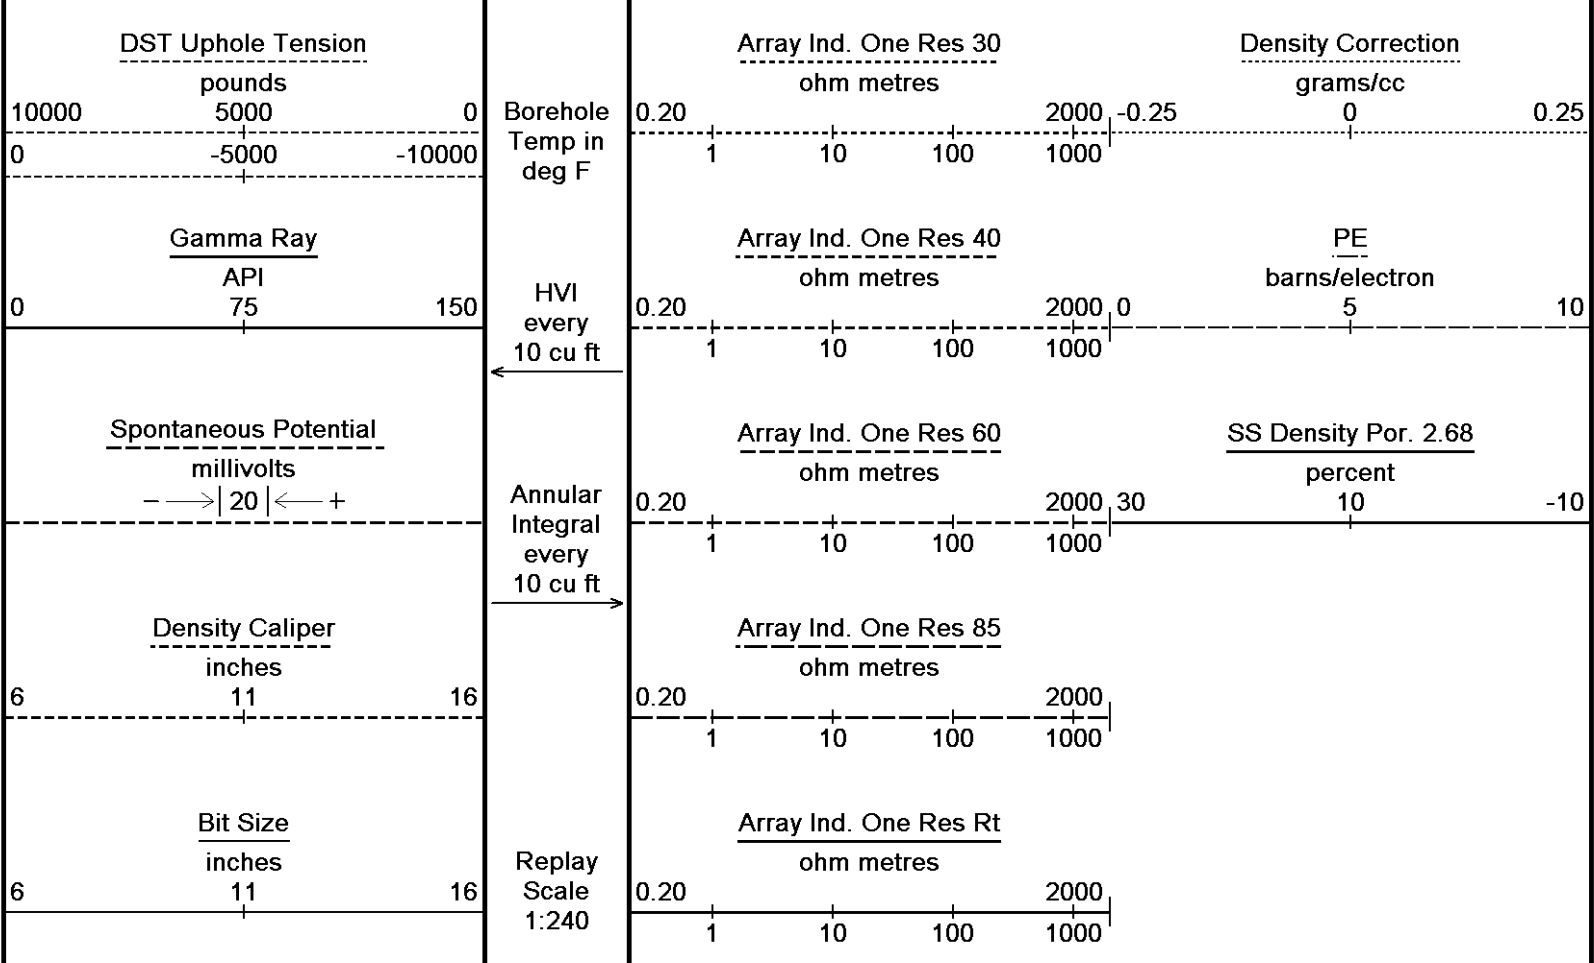 DST Uphole Tension
pounds
10000 5000 0
0 -5000 -10000
Gamma Ray
API
0 75 150
Spontaneous Potential
millivolts
− 20 +
Density Caliper
inches
6 11 16
Bit Size
inches
6 11 16
Borehole
Temp in
deg F
HVI
every
10 cu ft
Annular
Integral
every
10 cu ft
Replay
Scale
1:240
Array Ind. One Res 30
ohm metres
0.20 2000
1 10 100 1000
Array Ind. One Res 40
ohm metres
0.20 2000
1 10 100 1000
Array Ind. One Res 60
ohm metres
0.20 2000
1 10 100 1000
Array Ind. One Res 85
ohm metres
0.20 2000
1 10 100 1000
Array Ind. One Res Rt
ohm metres
0.20 2000
1 10 100 1000
Density Correction
grams/cc
-0.25 0 0.25
PE
barns/electron
0 5 10
SS Density Por. 2.68
percent
30 10 -10